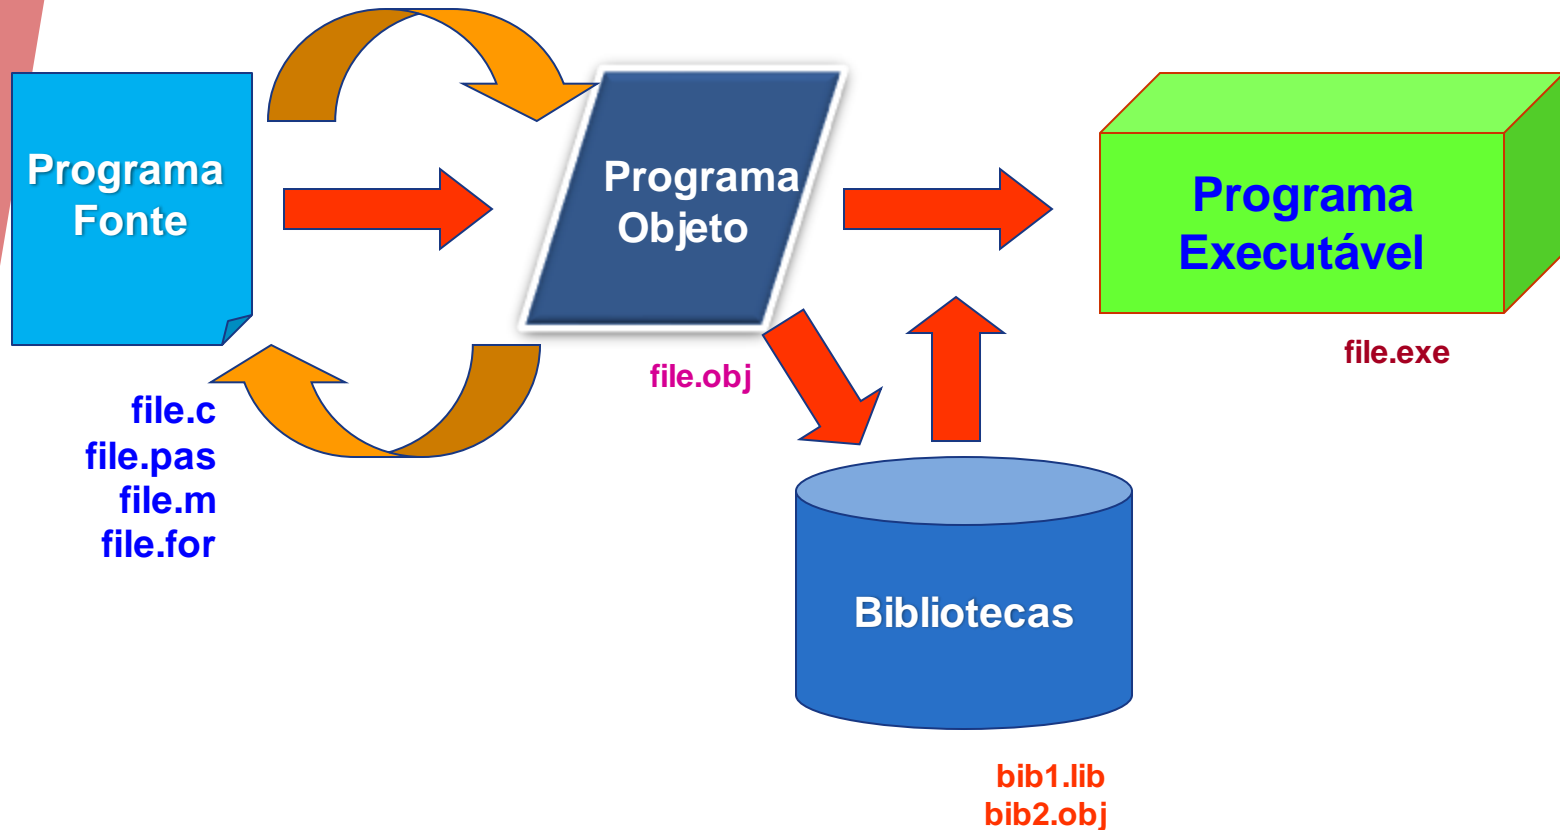 Programa
Fonte
Programa
Objeto
Programa
Executável
file.exe
file.obj
file.c
file.pas
file.m
file.for
Bibliotecas
bib1.lib
bib2.obj